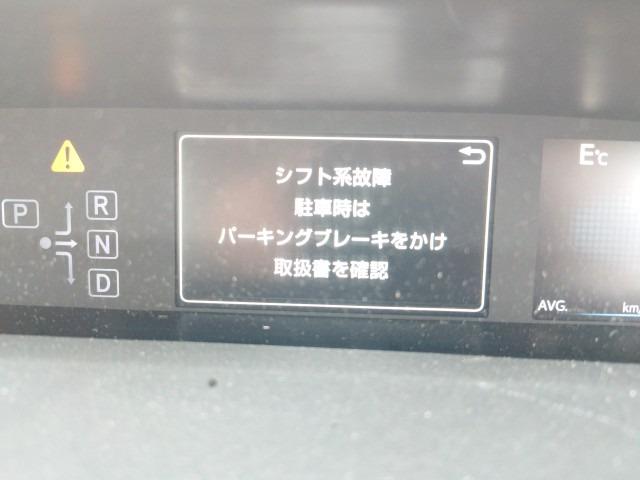 シフト系故障
駐車時は
パーキングブレーキをかけ
取扱書を確認
P
R
N
D
E
℃
AVG.
km/